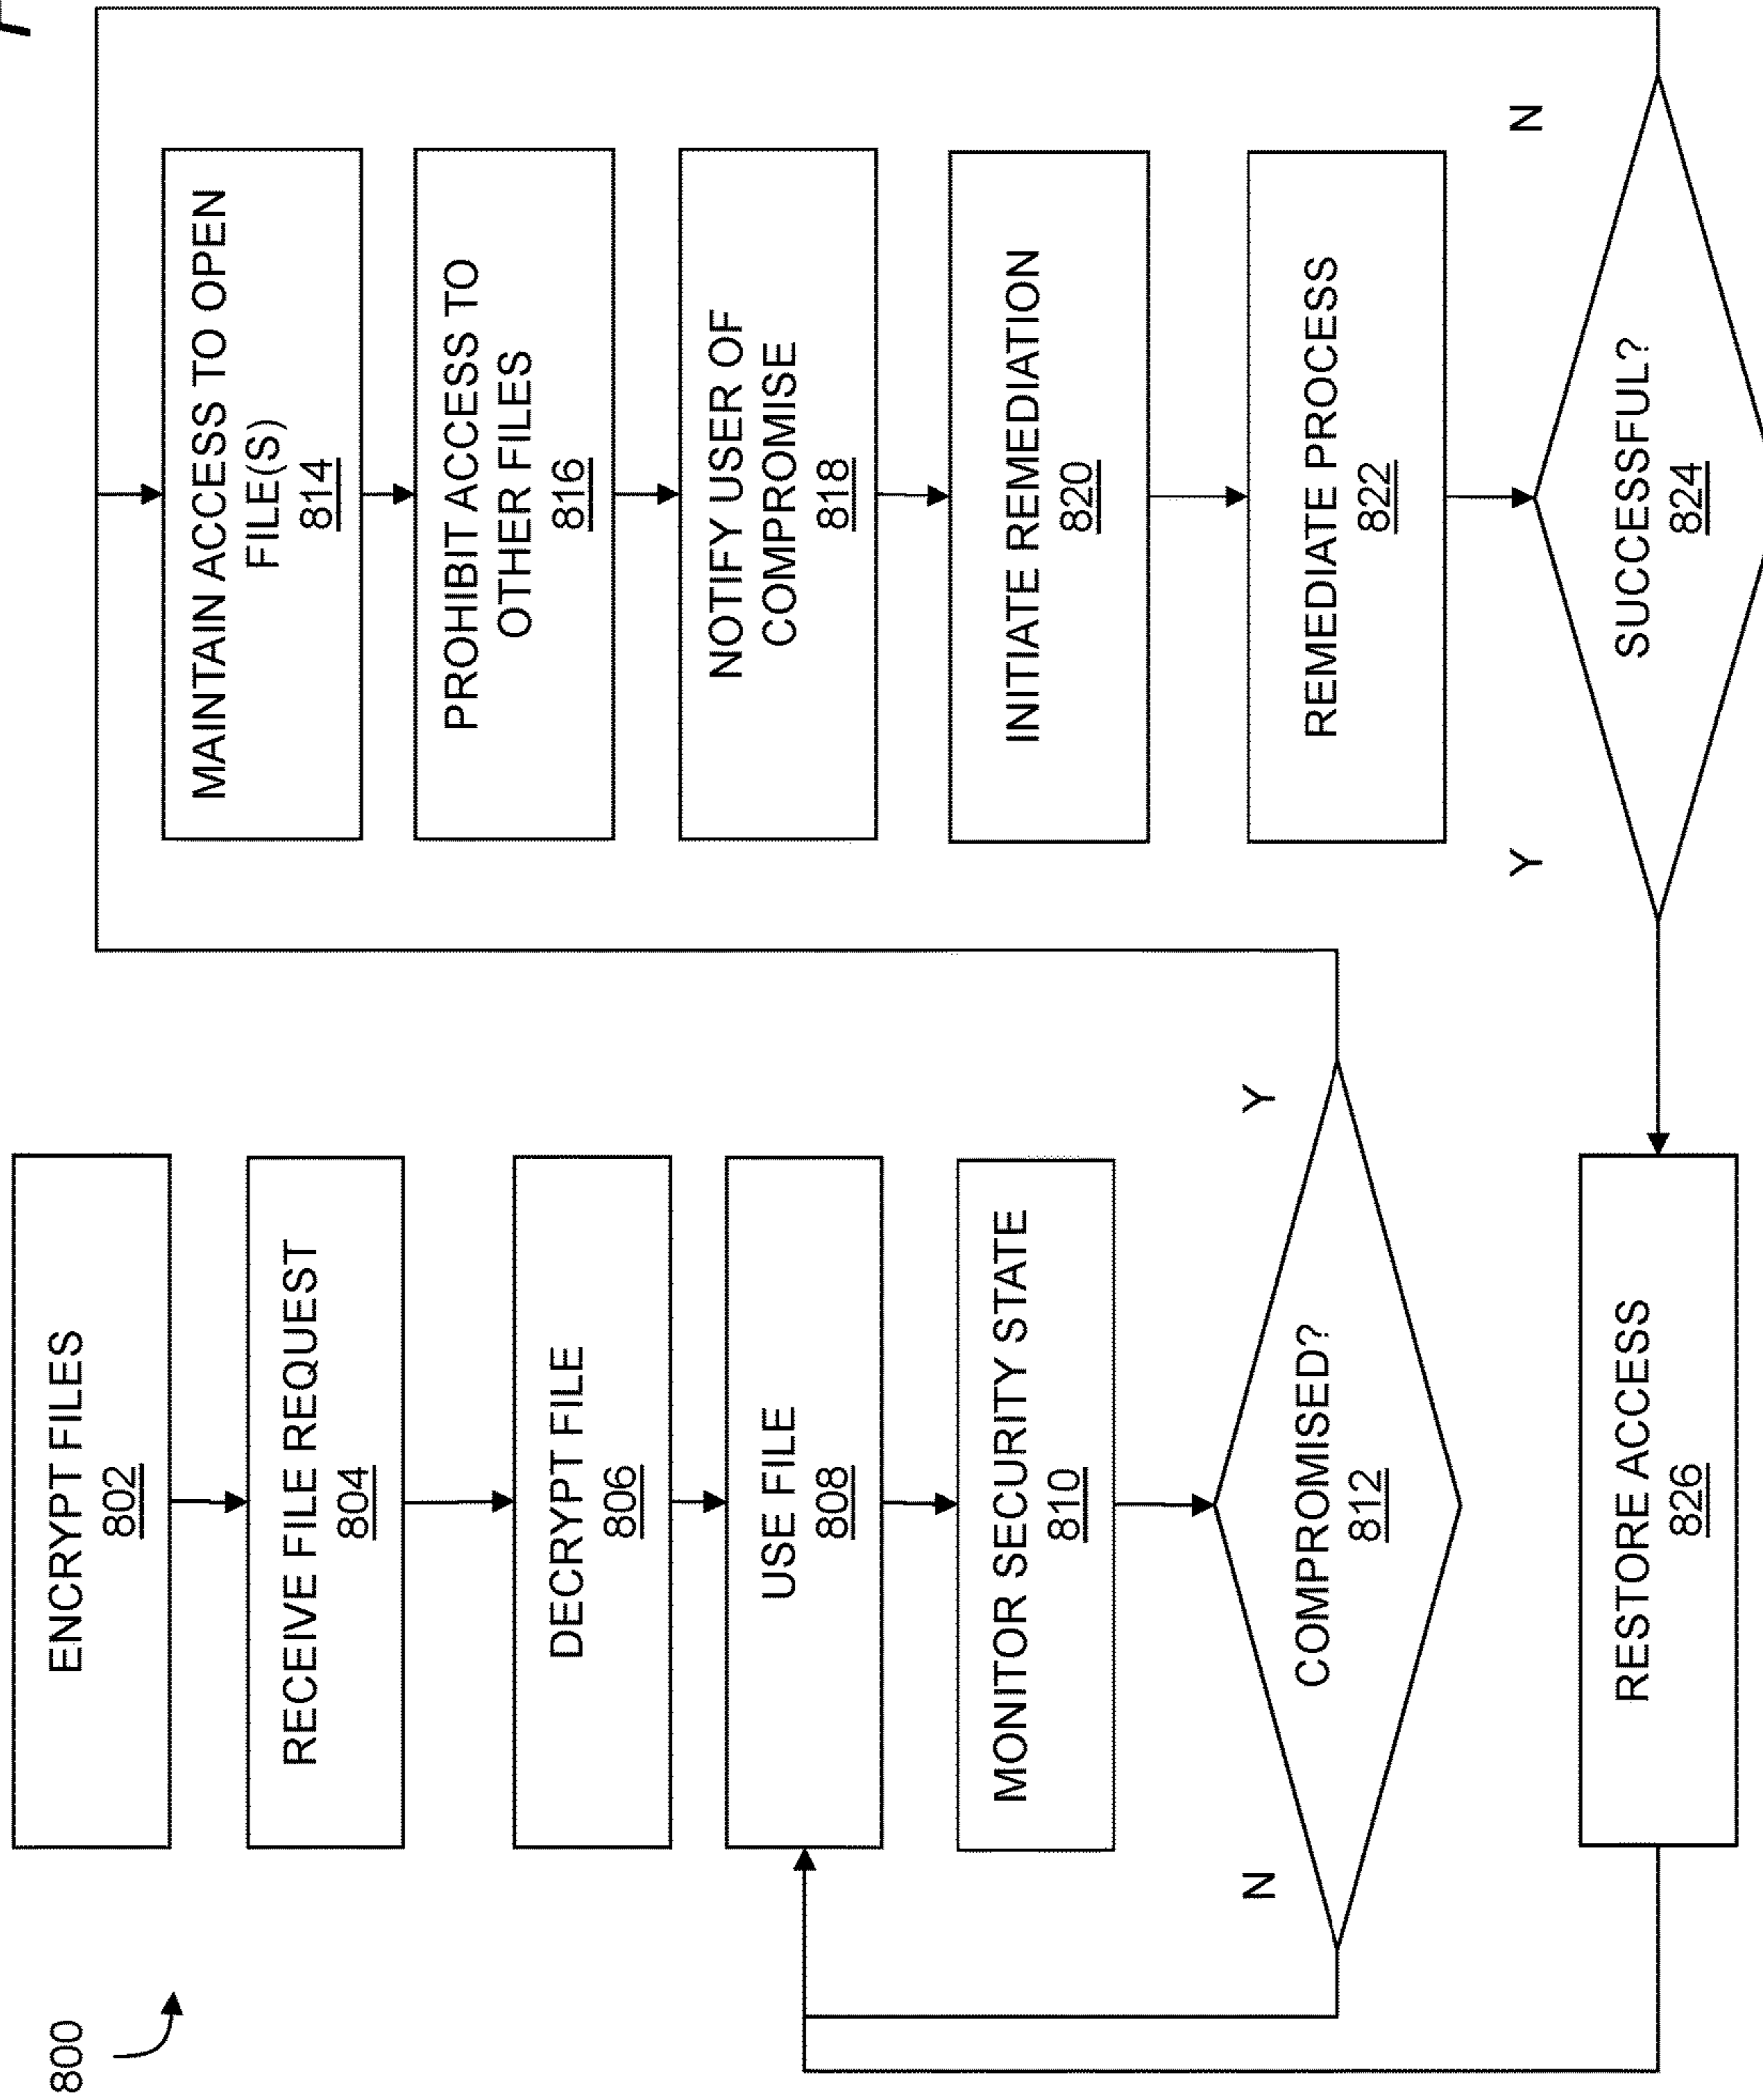 800
ENCRYPT FILES
802
RECEIVE FILE REQUEST
804
DECRYPT FILE
806
USE FILE
808
MONITOR SECURITY STATE
810
N
Y
COMPROMISED?
812
MAINTAIN ACCESS TO OPEN
FILE(S)
814
PROHIBIT ACCESS TO
OTHER FILES
816
NOTIFY USER OF
COMPROMISE
818
INITIATE REMEDIATION
820
REMEDIATE PROCESS
822
Y
N
SUCCESSFUL?
824
RESTORE ACCESS
826